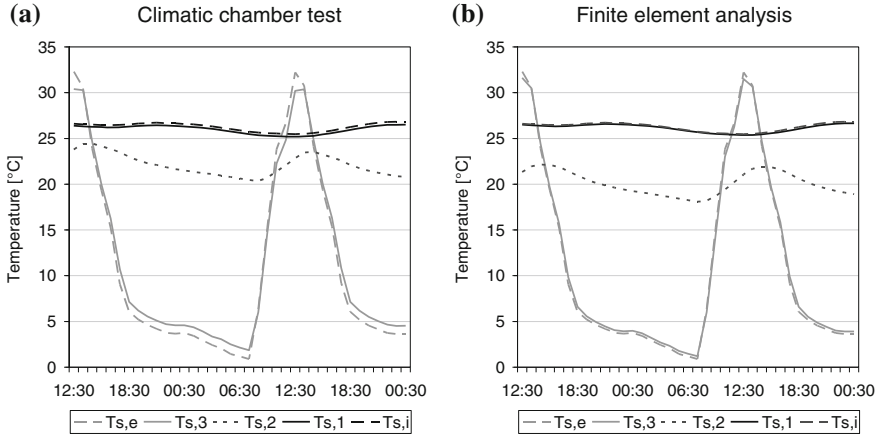 (a) Climatic chamber test
Temperature [°C]
35
30
25
20
15
10
5
0
12:30 18:30 00:30 06:30 12:30 18:30 00:30
Ts,e Ts,3 Ts,2 Ts,1 Ts,i
(b) Finite element analysis
Temperature [°C]
35
30
25
20
15
10
5
0
12:30 18:30 00:30 06:30 12:30 18:30 00:30
Ts,e Ts,3 Ts,2 Ts,1 Ts,i